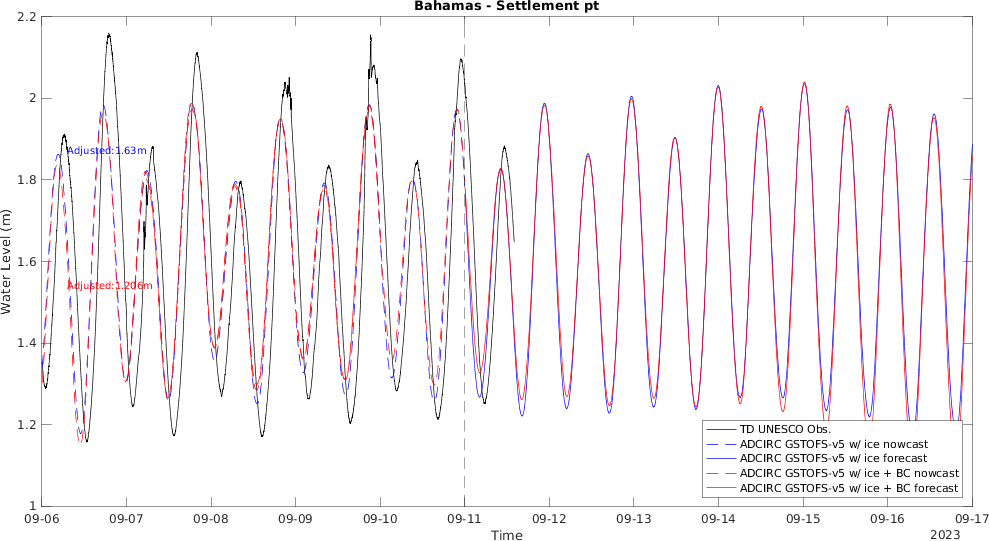 Bahamas - Settlement pt
2.2
2
1.8
1.6
1.4
1.2
1
Water Level (m)
Adjusted:1.63m
Adjusted:1.206m
TD UNESCO Obs.
ADCIRC GSTOFS-v5 w/ ice nowcast
ADCIRC GSTOFS-v5 w/ ice forecast
ADCIRC GSTOFS-v5 w/ ice + BC nowcast
ADCIRC GSTOFS-v5 w/ ice + BC forecast
09-06 09-07 09-08 09-09 09-10 09-11 09-12 09-13 09-14 09-15 09-16 09-17
Time
2023